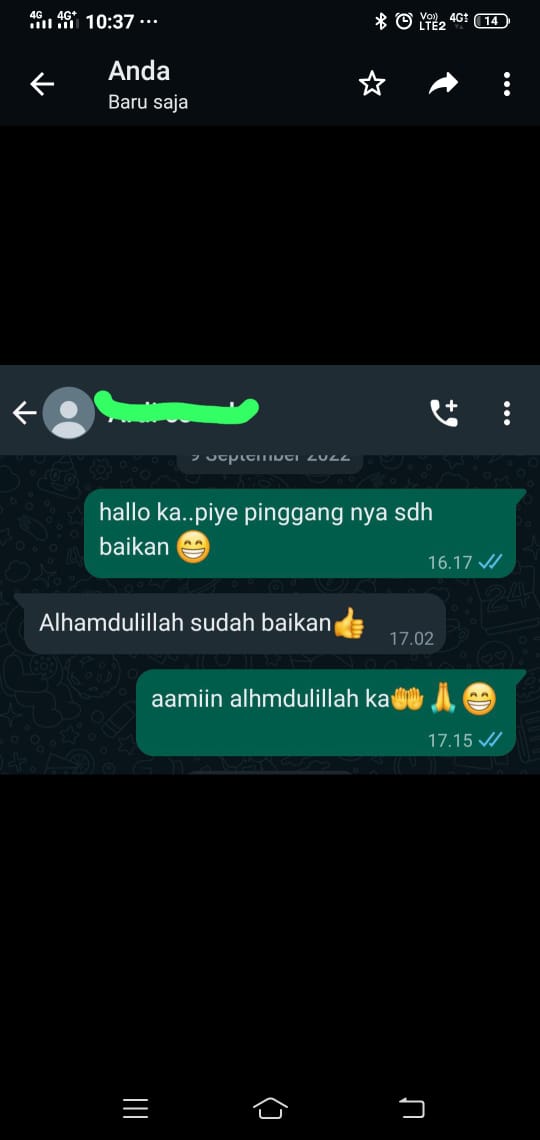 4G 4G+ 10:37 ... Vo) LTE2 4G 14
Anda
Baru saja
9 September 2022
hallo ka..piye pinggang nya sdh
baikan 😁
16.17
Alhamdulillah sudah baikan👍
17.02
aamiin alhmdulillah ka🤲🙏😁
17.15